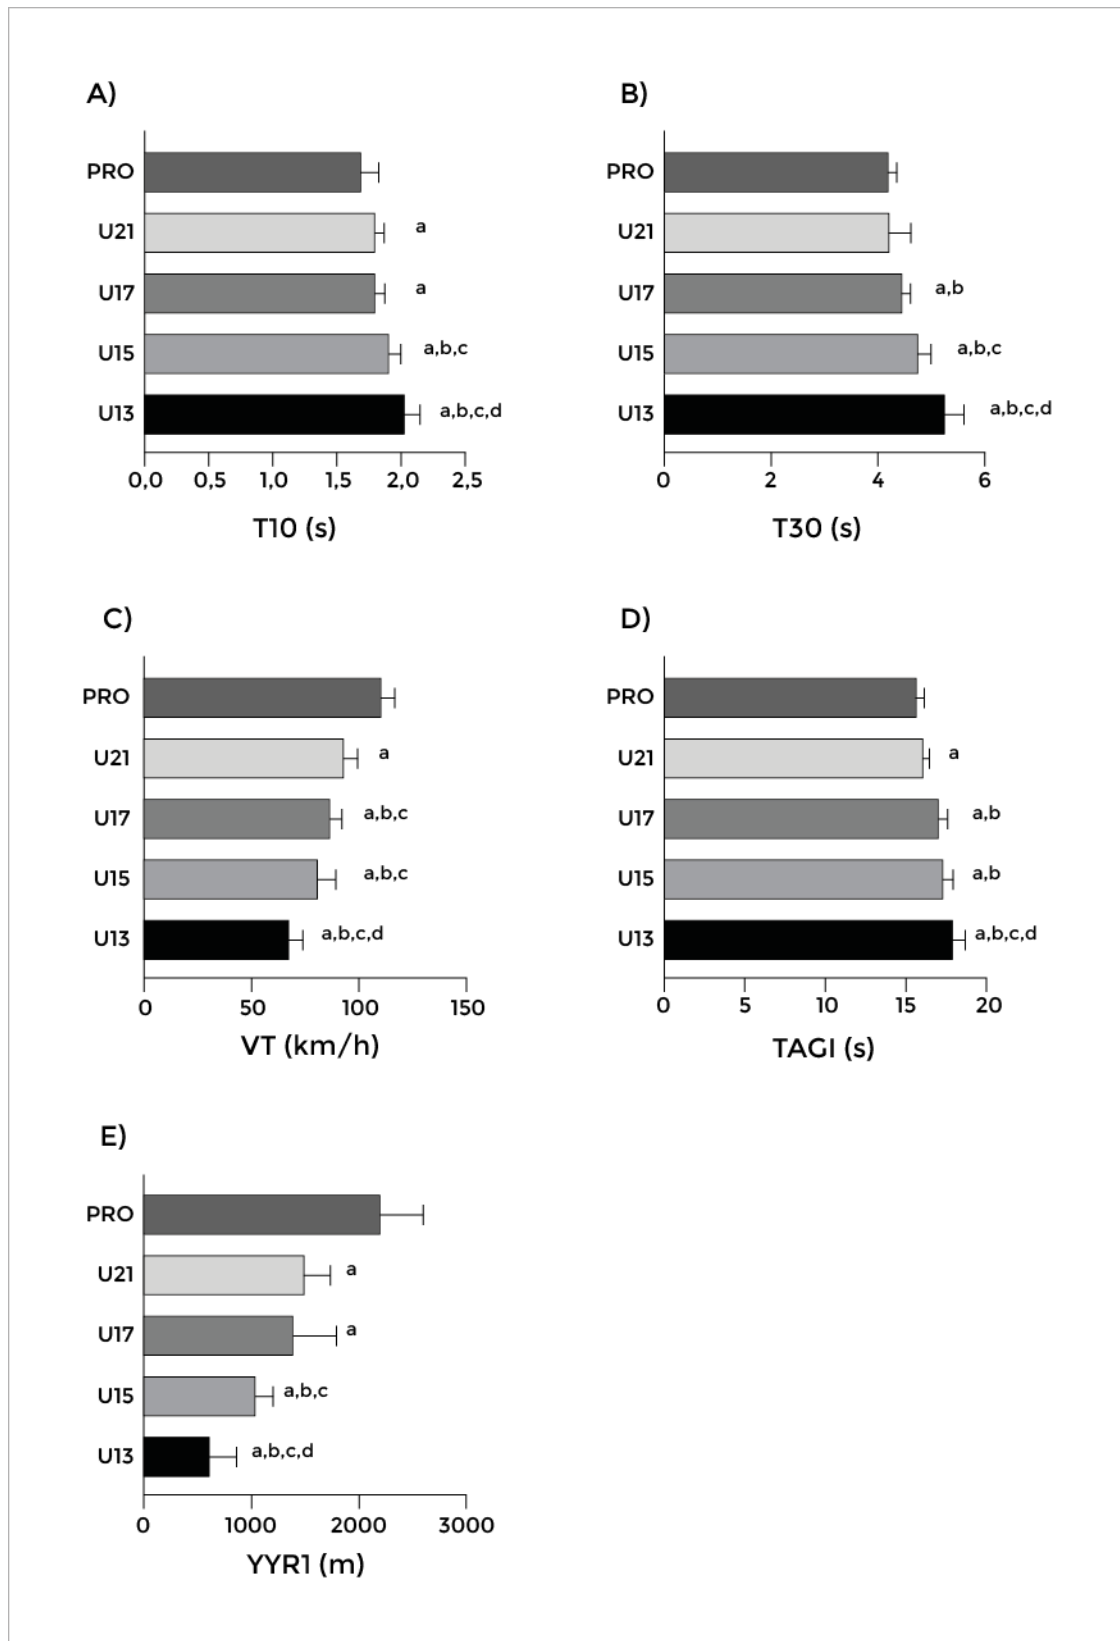 A)
PRO
U21 a
U17 a
U15 a,b,c
U13 a,b,c,d
0,0 0,5 1,0 1,5 2,0 2,5
T10 (s)
B)
PRO
U21
U17 a,b
U15 a,b,c
U13 a,b,c,d
0 2 4 6
T30 (s)
C)
PRO
U21 a
U17 a,b,c
U15 a,b,c
U13 a,b,c,d
0 50 100 150
VT (km/h)
D)
PRO
U21 a
U17 a,b
U15 a,b
U13 a,b,c,d
0 5 10 15 20
TAGI (s)
E)
PRO
U21 a
U17 a
U15 a,b,c
U13 a,b,c,d
0 1000 2000 3000
YYR1 (m)